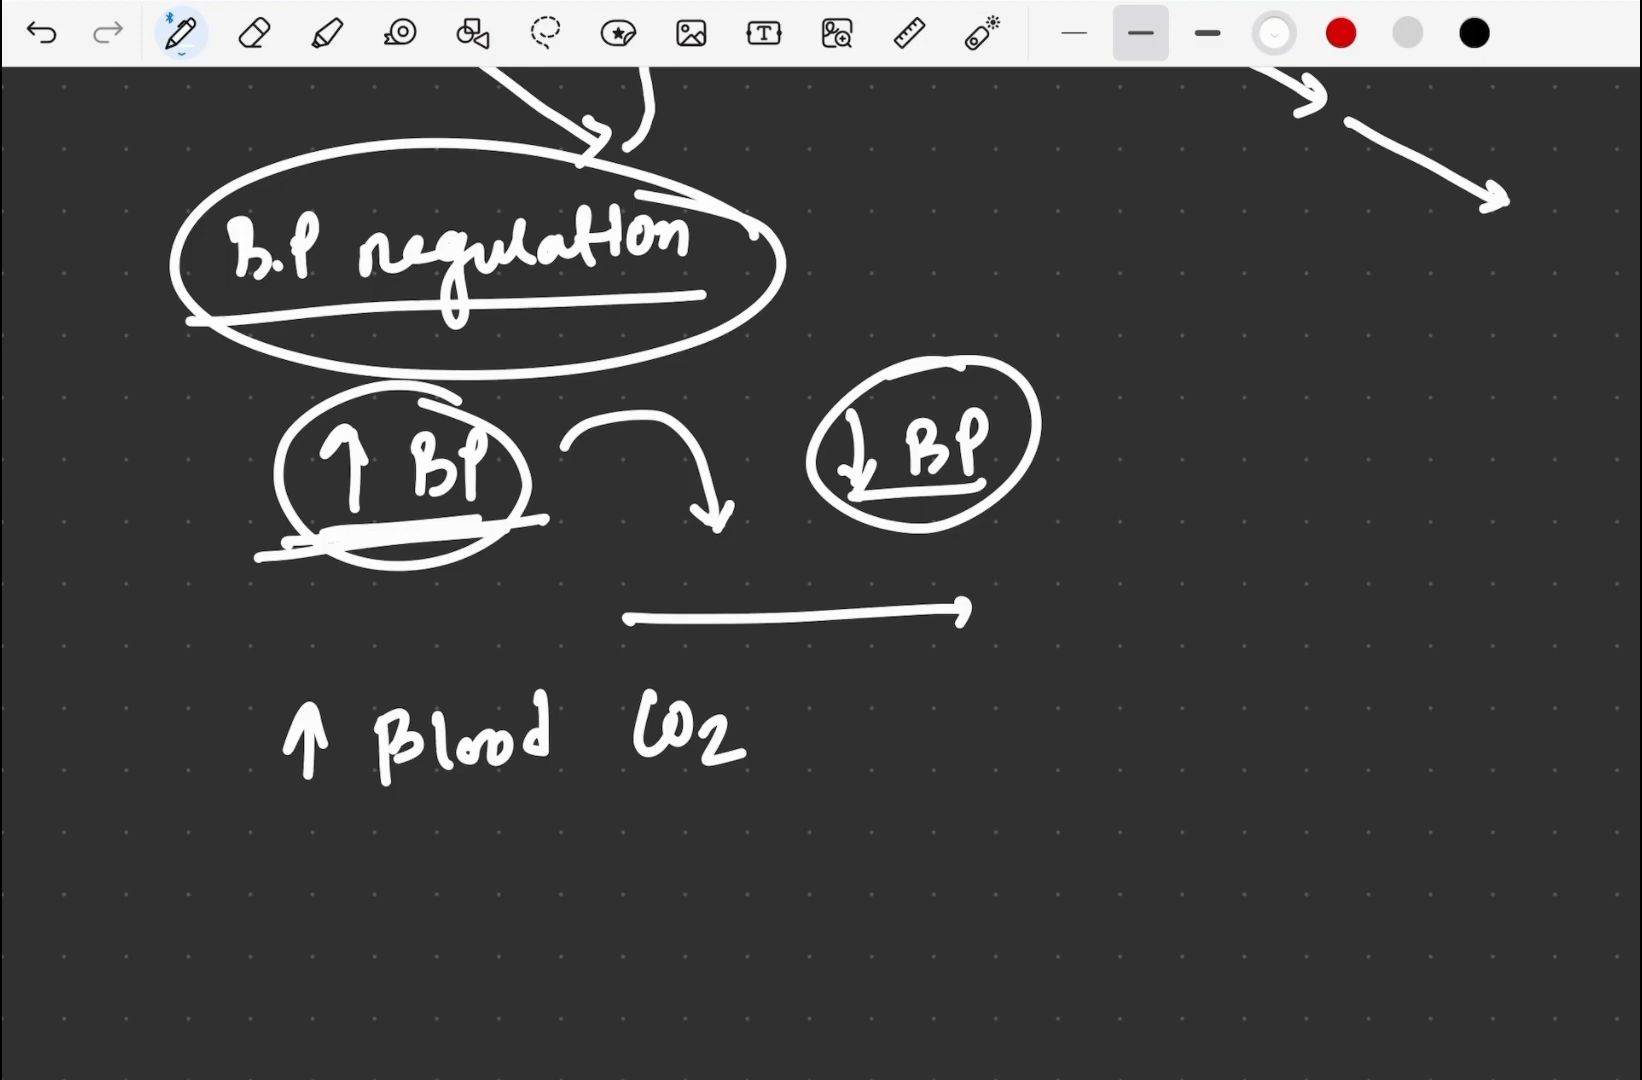 B.P regulation
↑ BP ↓ BP
↑ Blood CO2